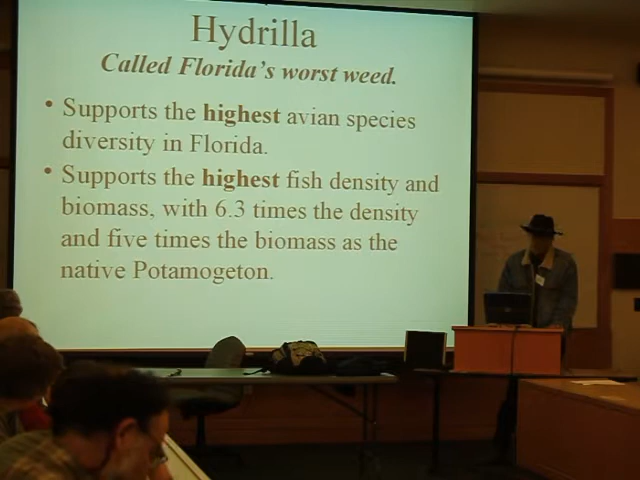 Hydrilla
Called Florida's worst weed.
• Supports the highest avian species
diversity in Florida.
• Supports the highest fish density and
biomass, with 6.3 times the density
and five times the biomass as the
native Potamogeton.